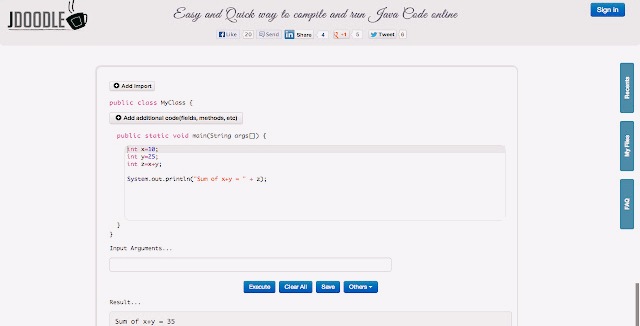 JDOODLE
Easy and Quick way to compile and run Java Code online
Sign In
Like 20 Send Share 4 +1 5 Tweet 6
Add Import
public class MyClass {
Add additional code(fields, methods, etc)
public static void main(String args[]) {
int x=10;
int y=25;
int z=x+y;
System.out.println("Sum of x+y = " + z);
}
}
Input Arguments...
Execute Clear All Save Others
Result...
Sum of x+y = 35
Recents
My Files
FAQ